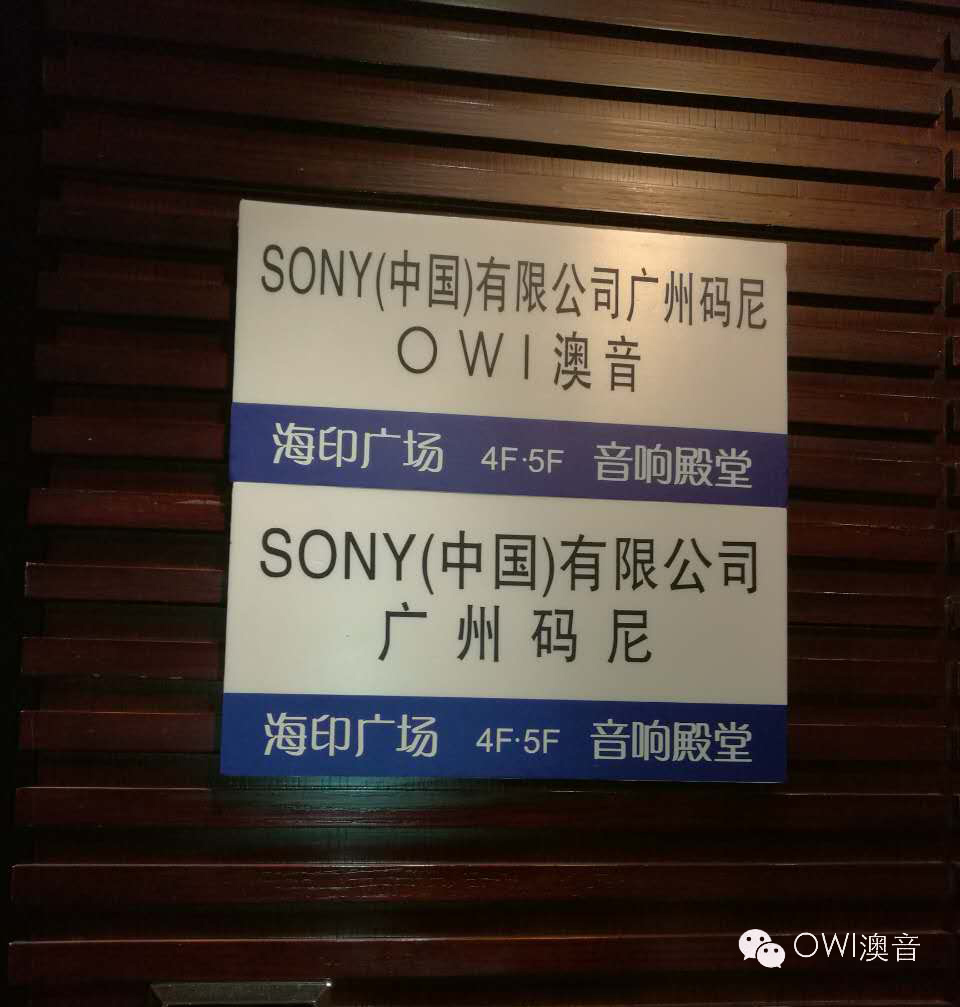 SONY(中国)有限公司广州码尼
OWI澳音
海印广场 4F·5F 音响殿堂
SONY(中国)有限公司
广州码尼
海印广场 4F·5F 音响殿堂
OWI澳音